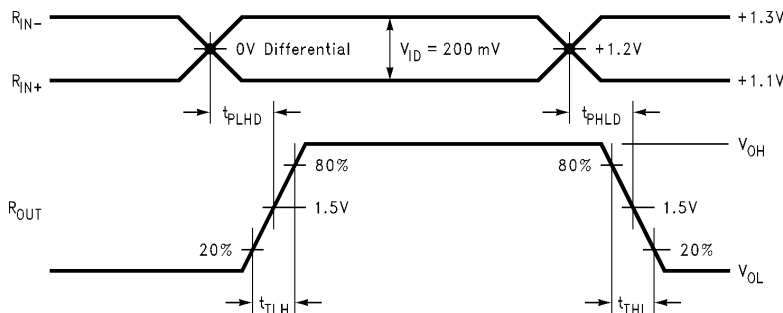 R_IN- +1.3V
0V Differential V_ID = 200 mV +1.2V
R_IN+ +1.1V
t_PLHD t_PHLD
V_OH
80% 80%
R_OUT 1.5V 1.5V
20% 20%
V_OL
t_TLH t_THL